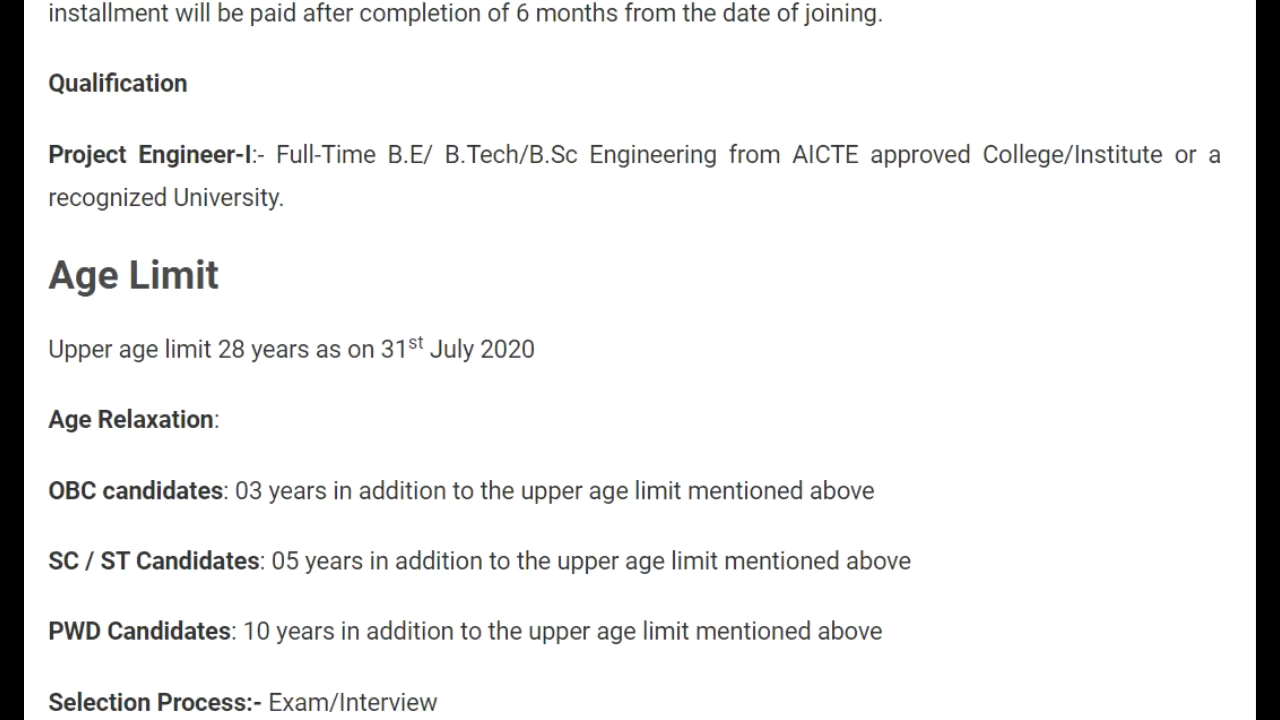 installment will be paid after completion of 6 months from the date of joining.
Qualification
Project Engineer-I:- Full-Time B.E/ B.Tech/B.Sc Engineering from AICTE approved College/Institute or a
recognized University.
Age Limit
Upper age limit 28 years as on 31st July 2020
Age Relaxation:
OBC candidates: 03 years in addition to the upper age limit mentioned above
SC / ST Candidates: 05 years in addition to the upper age limit mentioned above
PWD Candidates: 10 years in addition to the upper age limit mentioned above
Selection Process:- Exam/Interview